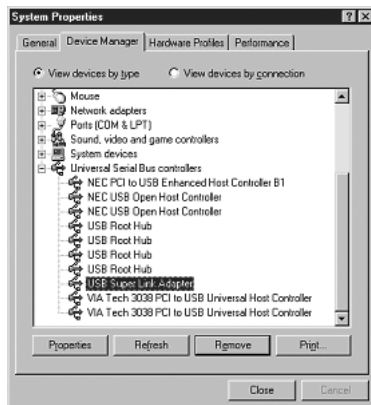 System Properties
General Device Manager Hardware Profiles Performance
View devices by type View devices by connection
Mouse
Network adapters
Ports (COM & LPT)
Sound, video and game controllers
System devices
Universal Serial Bus controllers
NEC PCI to USB Enhanced Host Controller B1
NEC USB Open Host Controller
NEC USB Open Host Controller
USB Root Hub
USB Root Hub
USB Root Hub
USB Root Hub
USB Super Link Adapter
VIA Tech 3038 PCI to USB Universal Host Controller
VIA Tech 3038 PCI to USB Universal Host Controller
Properties Refresh Remove Print...
Close Cancel